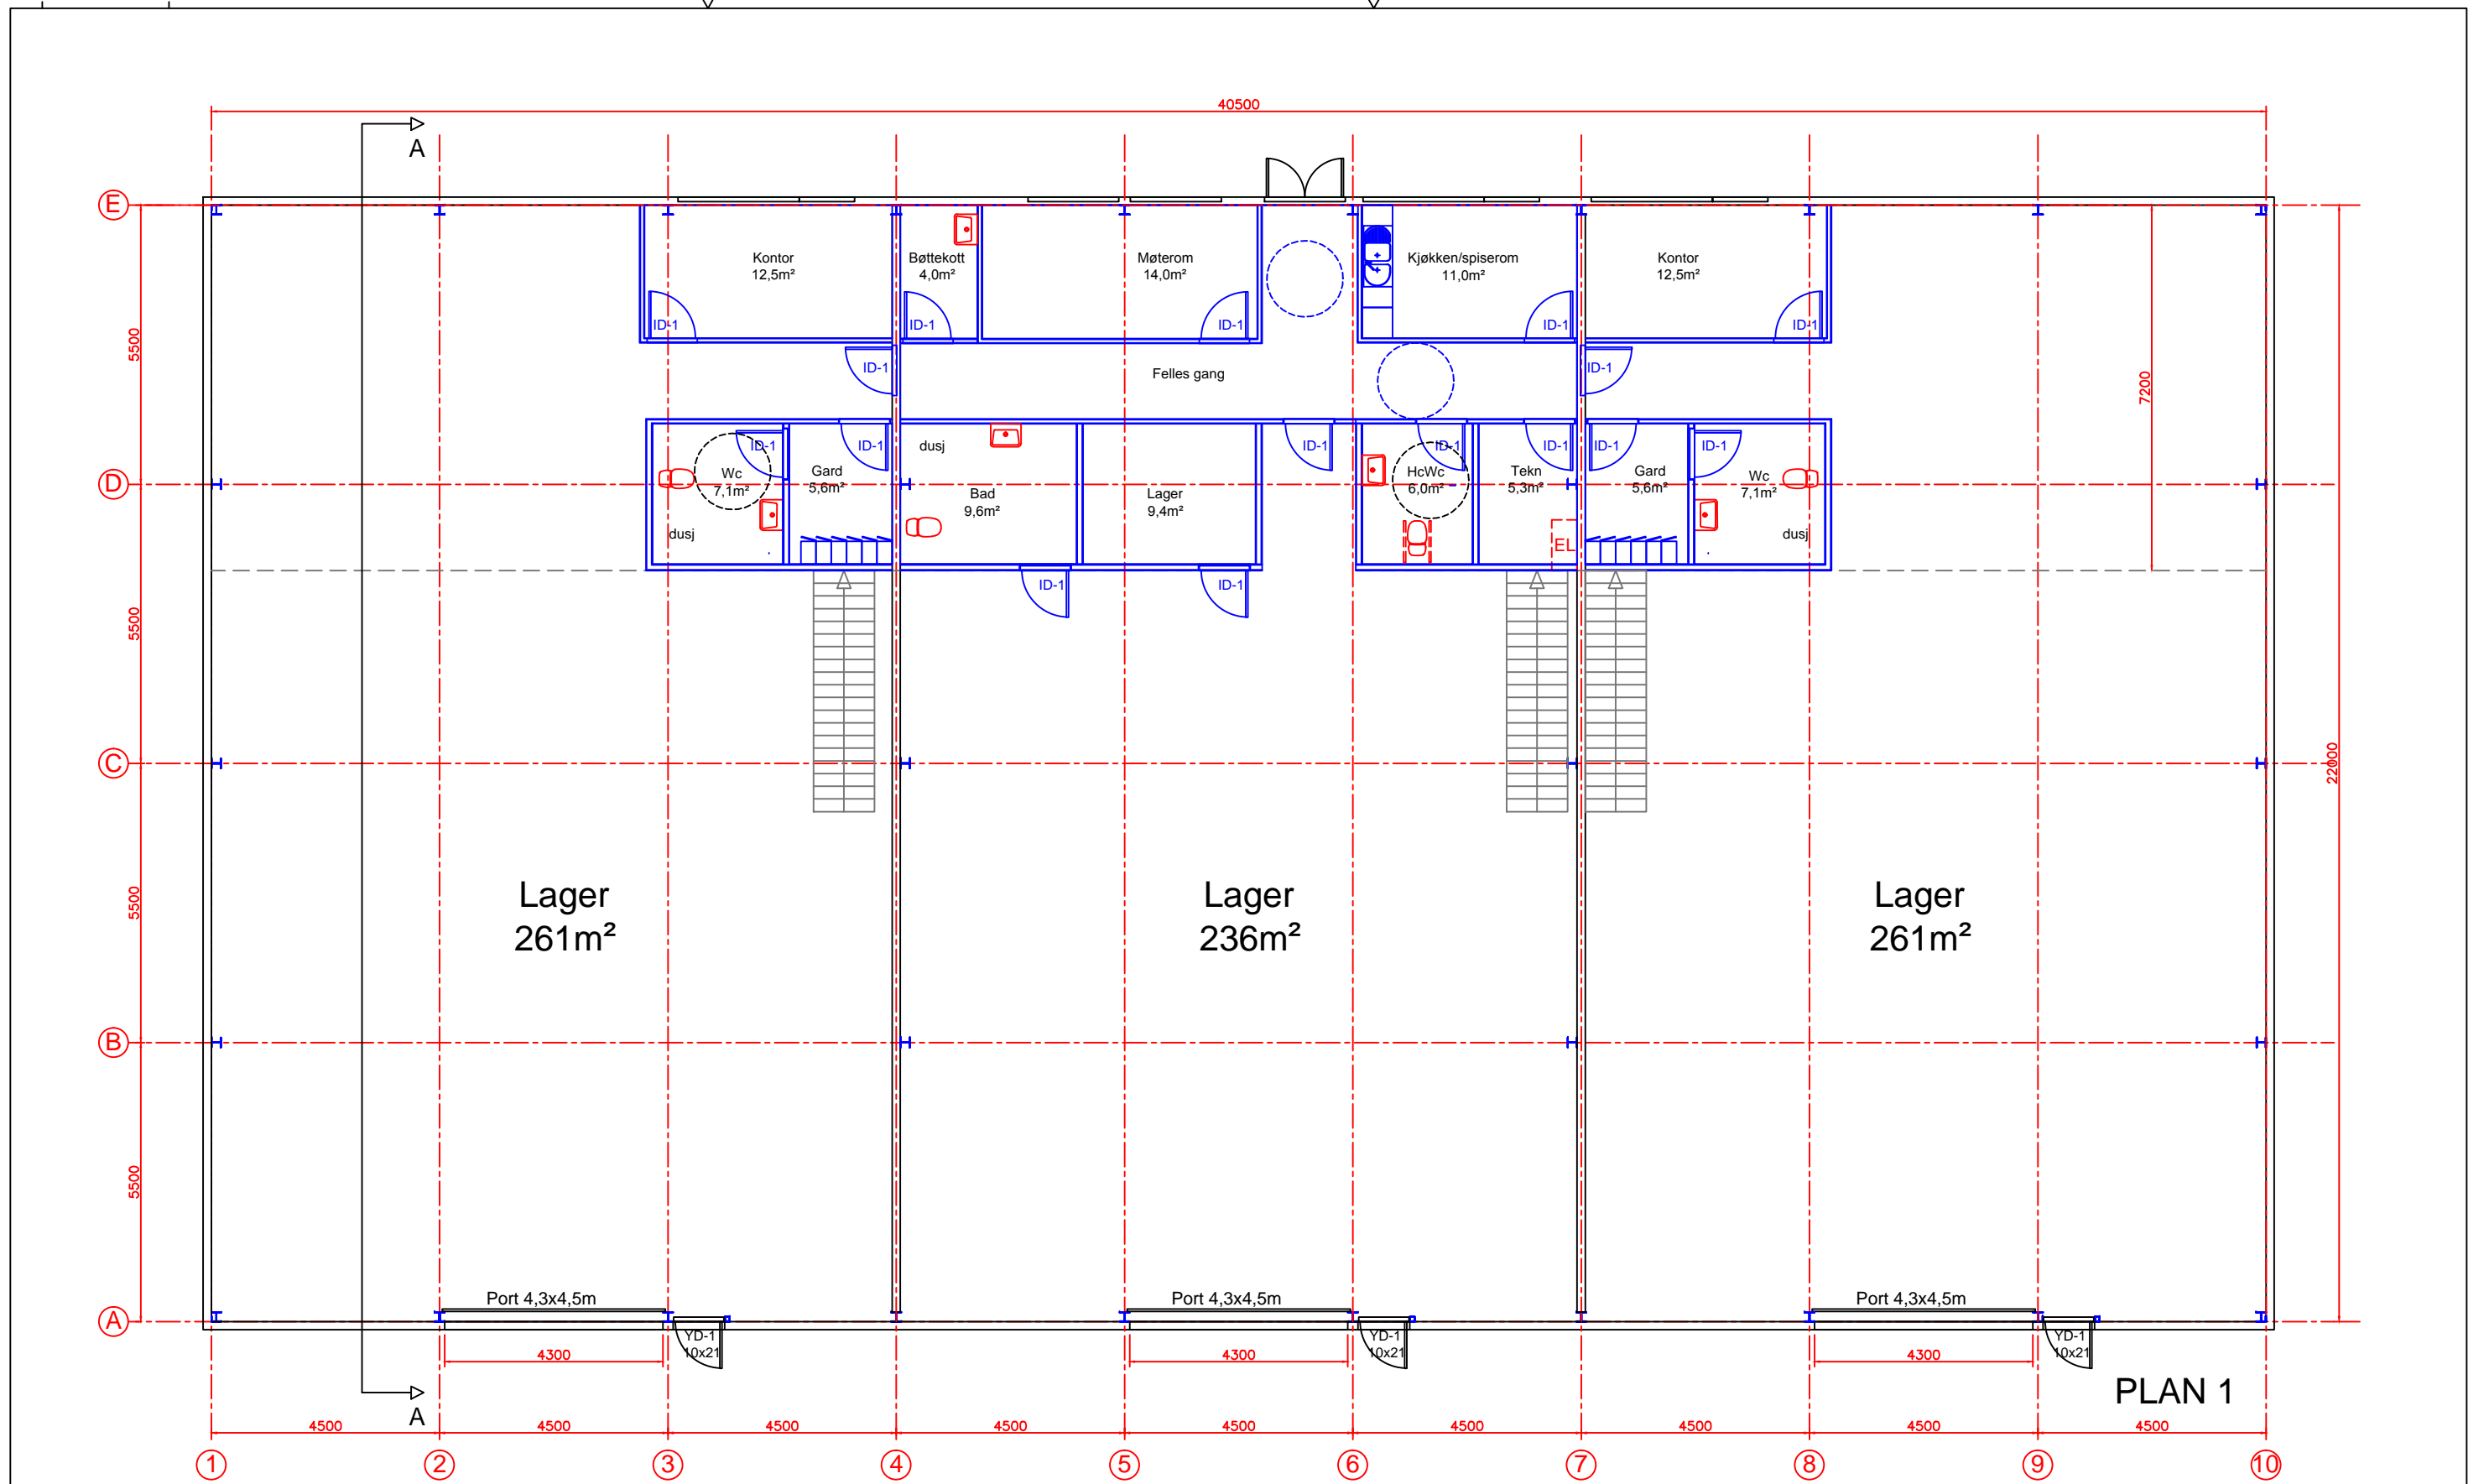 40500
A
E
Kontor
12,5m²
Bøttekott
4,0m²
Møterom
14,0m²
Kjøkken/spiserom
11,0m²
Kontor
12,5m²
ID-1
ID-1
ID-1
ID-1
ID-1
5500
ID-1
Felles gang
ID-1
7200
ID-1
ID-1
dusj
ID-1
ID-1
ID-1
ID-1
ID-1
D
Wc
7,1m²
Gard
5,6m²
Bad
9,6m²
Lager
9,4m²
HcWc
6,0m²
Tekn
5,3m²
Gard
5,6m²
Wc
7,1m²
dusj
dusj
EL
ID-1
ID-1
5500
C
22000
Lager
261m²
Lager
236m²
Lager
261m²
5500
B
5500
Port 4,3x4,5m
Port 4,3x4,5m
Port 4,3x4,5m
A
YD-1
10x21
YD-1
10x21
YD-1
10x21
4300
4300
4300
PLAN 1
A
4500
4500
4500
4500
4500
4500
4500
4500
4500
1
2
3
4
5
6
7
8
9
10